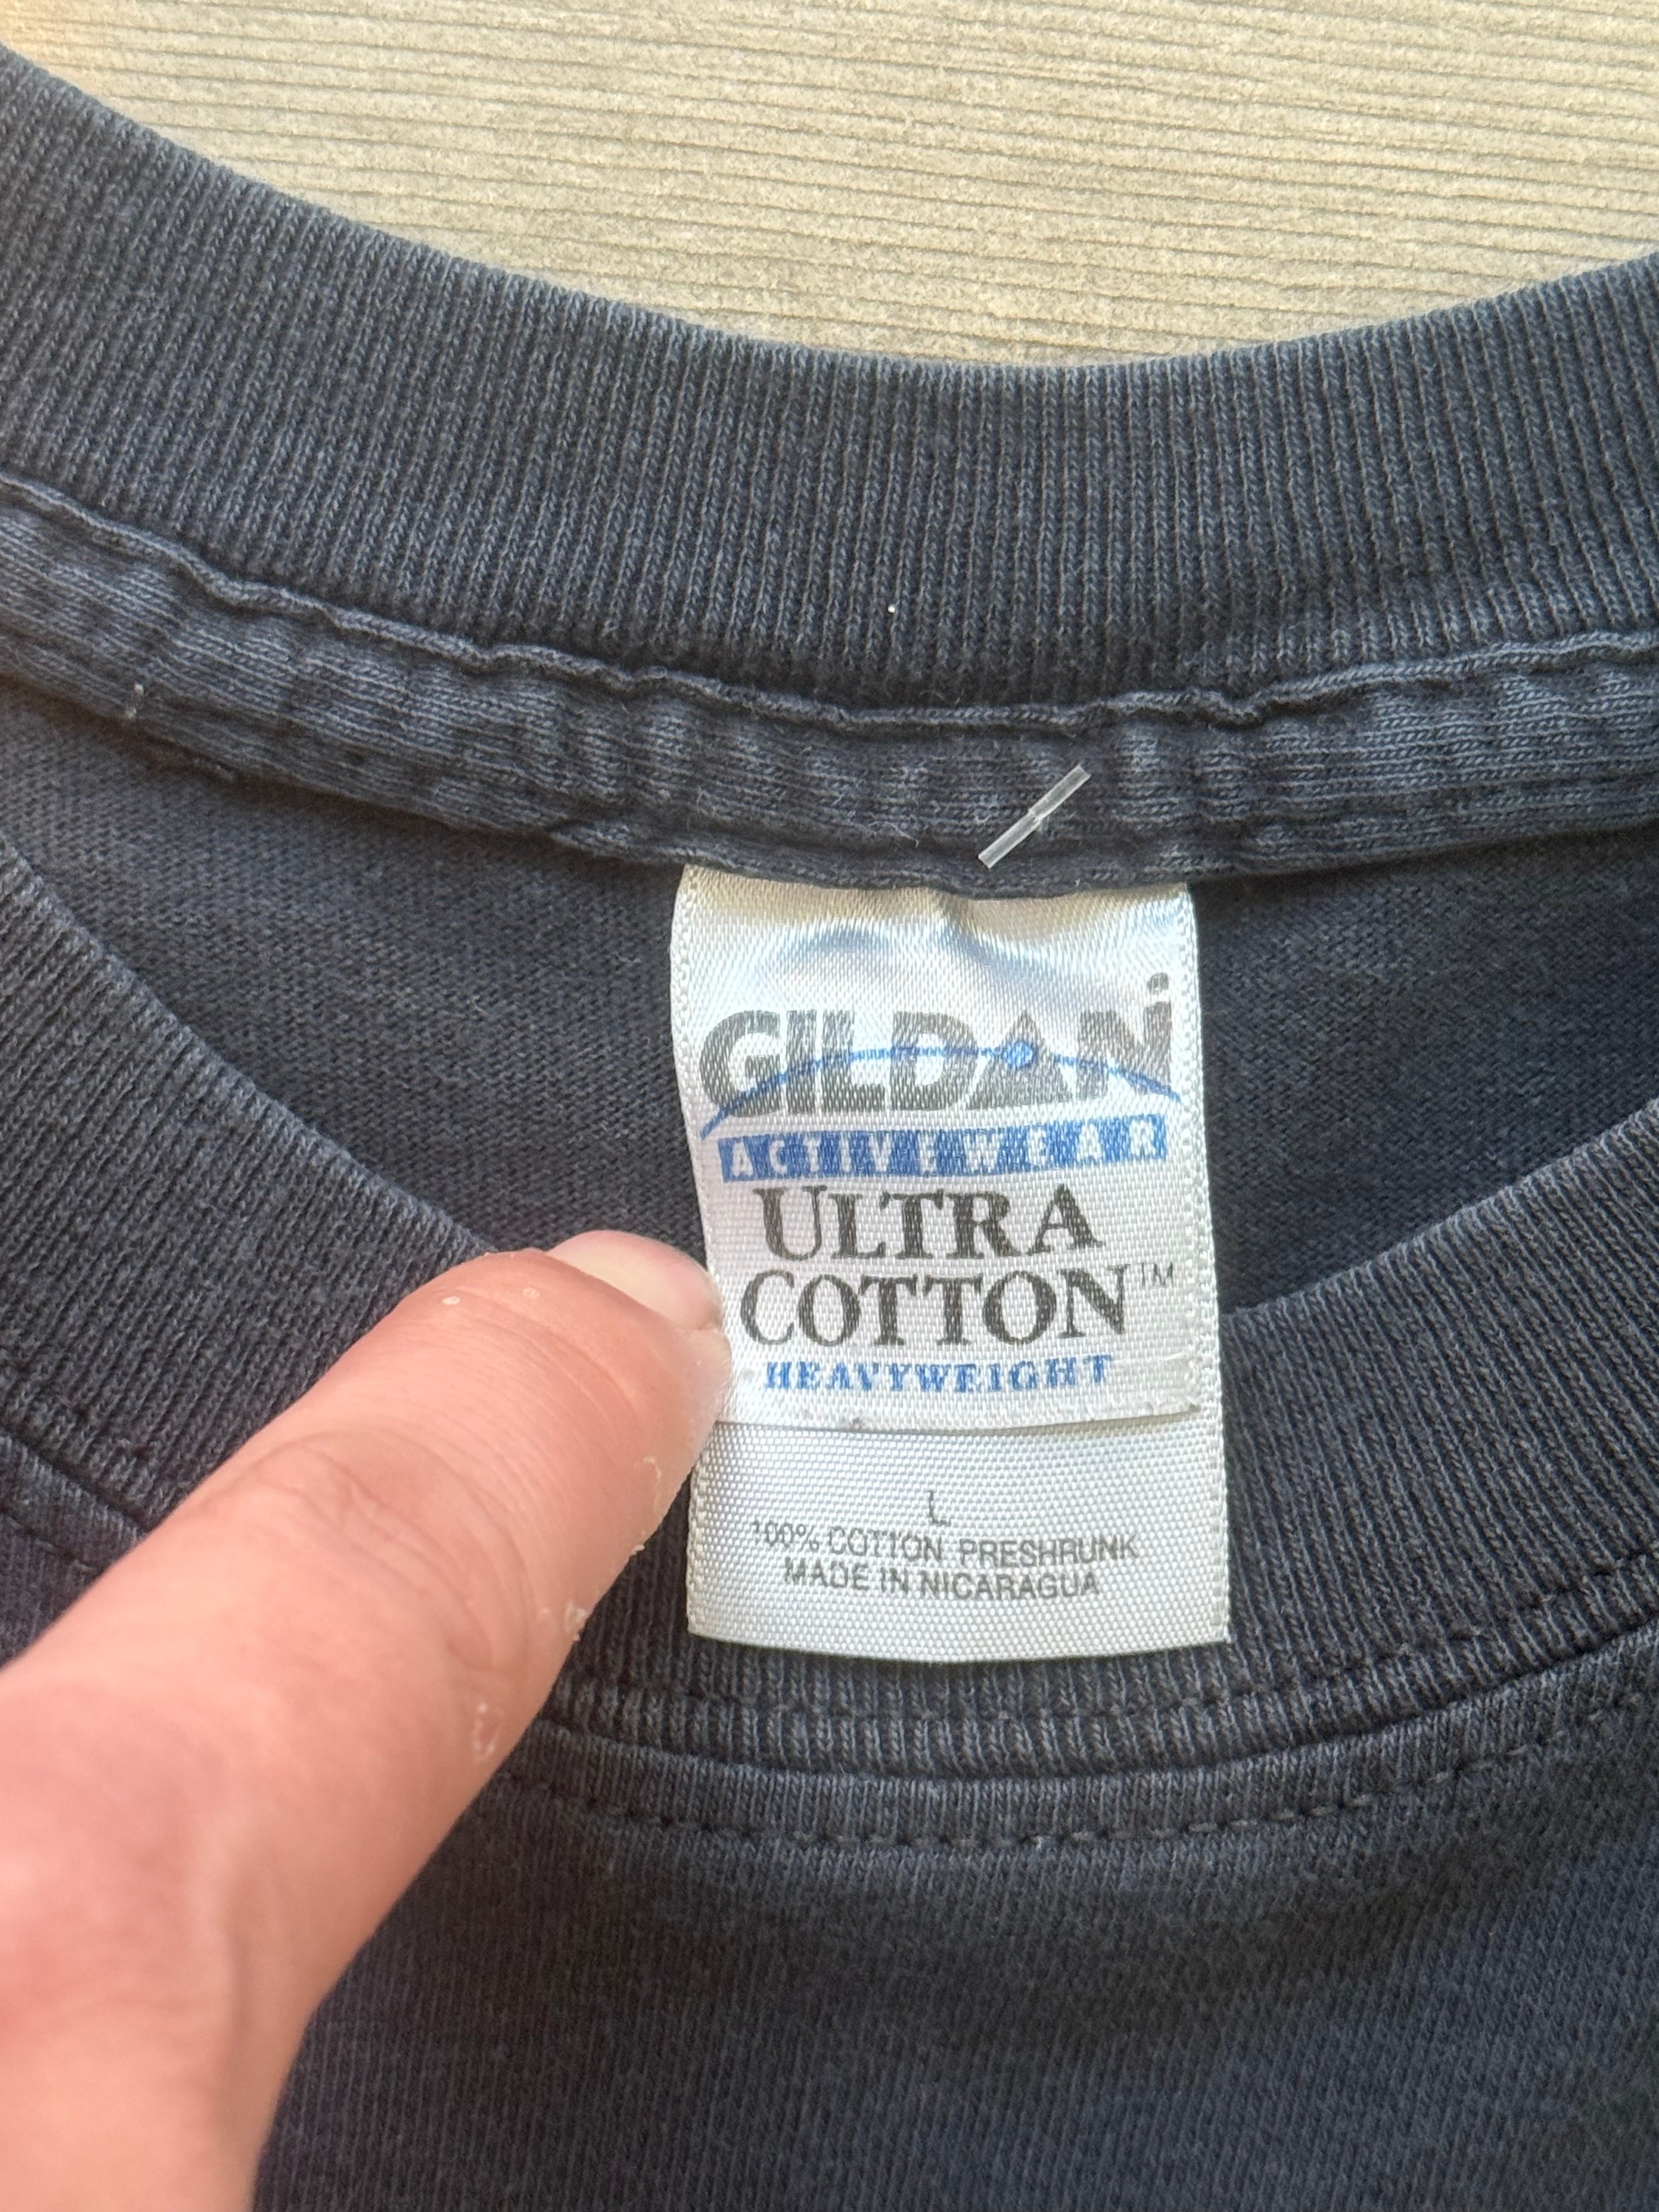 GILDAN
ACTIVEWEAR
ULTRA
COTTON™
HEAVYWEIGHT
L
100% COTTON PRESHRUNK
MADE IN NICARAGUA